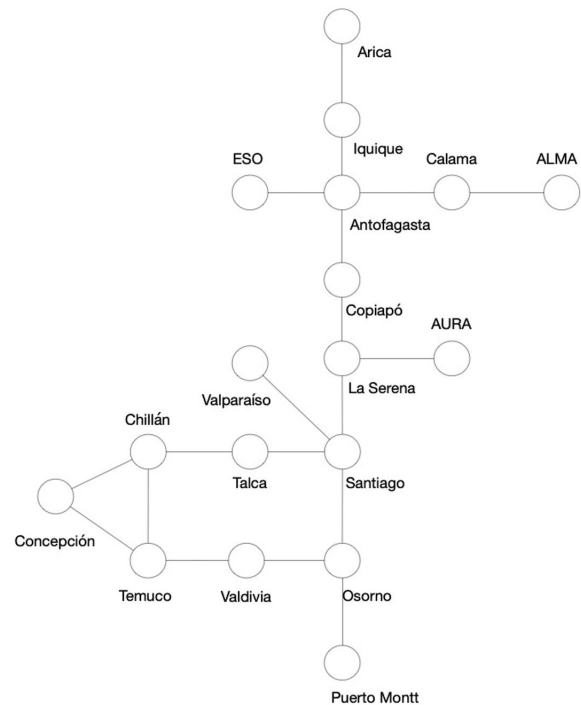 Arica
Iquique
ESO
Calama
ALMA
Antofagasta
Copiapó
AURA
La Serena
Valparaíso
Chillán
Talca
Santiago
Concepción
Temuco
Valdivia
Osorno
Puerto Montt